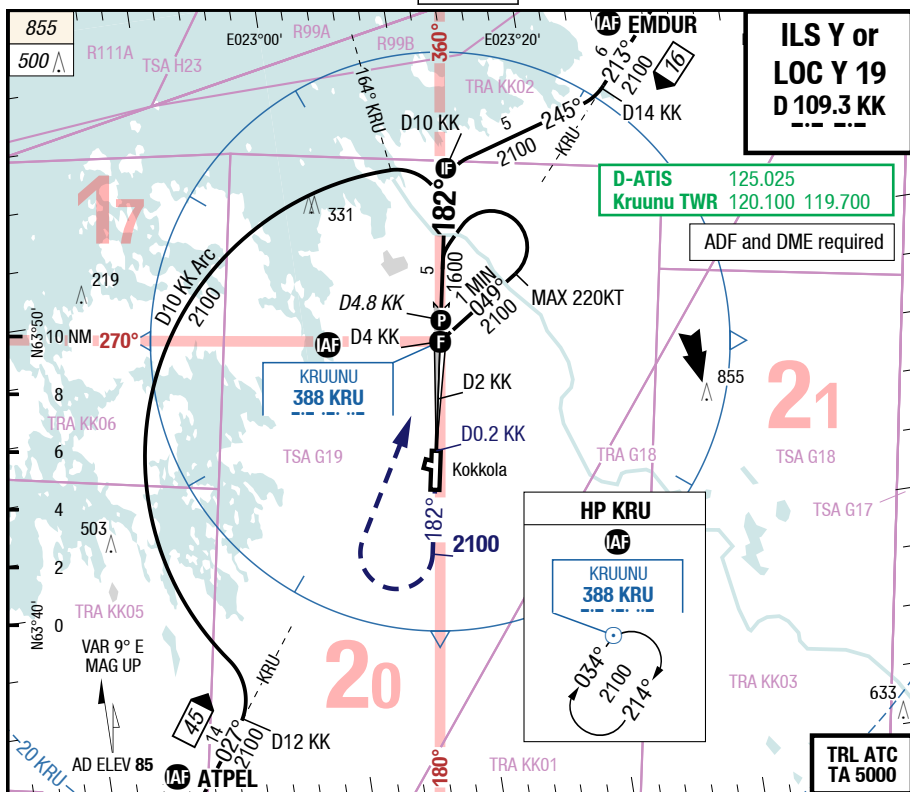 855
500
R111A
TSA H23
R99A
E023°00'
R99B
360°
E023°20'
IAF EMDUR
6
213°
2100
16
ILS Y or
LOC Y 19
D 109.3 KK
TRA KK02
164° KRU
D10 KK
5
245°
2100
KRU
D14 KK
IF
D-ATIS 125.025
Kruunu TWR 120.100 119.700
ADF and DME required
17
331
182°
219
D10 KK Arc
2100
5
1600
1 MIN
049°
2100
MAX 220KT
D4.8 KK
P
N63°50'
10 NM
270°
IAF
D4 KK
F
KRUUNU
388 KRU
855
21
8
D2 KK
TRA KK06
6
TSA G19
D0.2 KK
Kokkola
TRA G18
TSA G18
4
503
182°
2100
TSA G17
2
TRA KK05
0
N63°40'
HP KRU
IAF
KRUUNU
388 KRU
034°
2100
214°
VAR 9° E
MAG UP
20
KRU
TRA KK03
633
45
14
027°
2100
D12 KK
AD ELEV 85
20 KRU
IAF ATPEL
180°
TRA KK01
TRL ATC
TA 5000